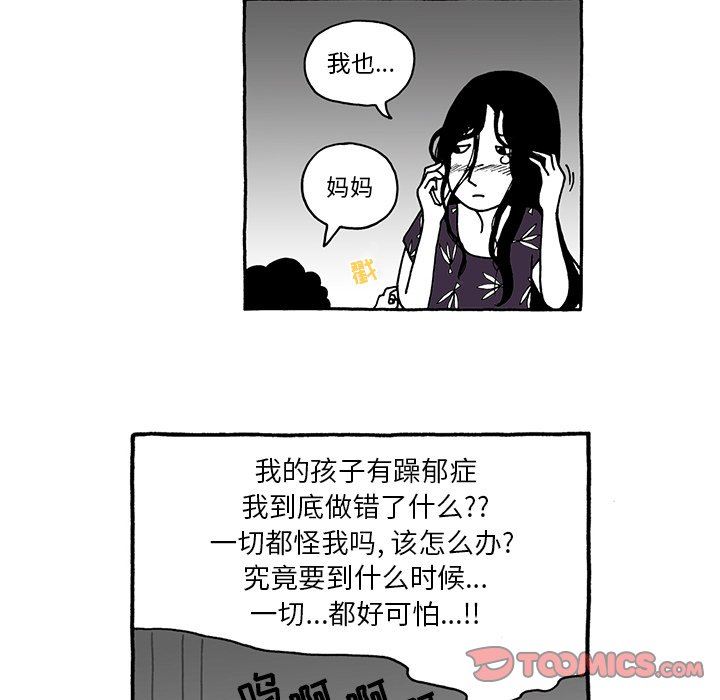 我也...
妈妈
戳
我的孩子有躁郁症
我到底做错了什么??
一切都怪我吗, 该怎么办?
究竟要到什么时候...
一切...都好可怕...!!
TOOMICS.COM
呜啊啊